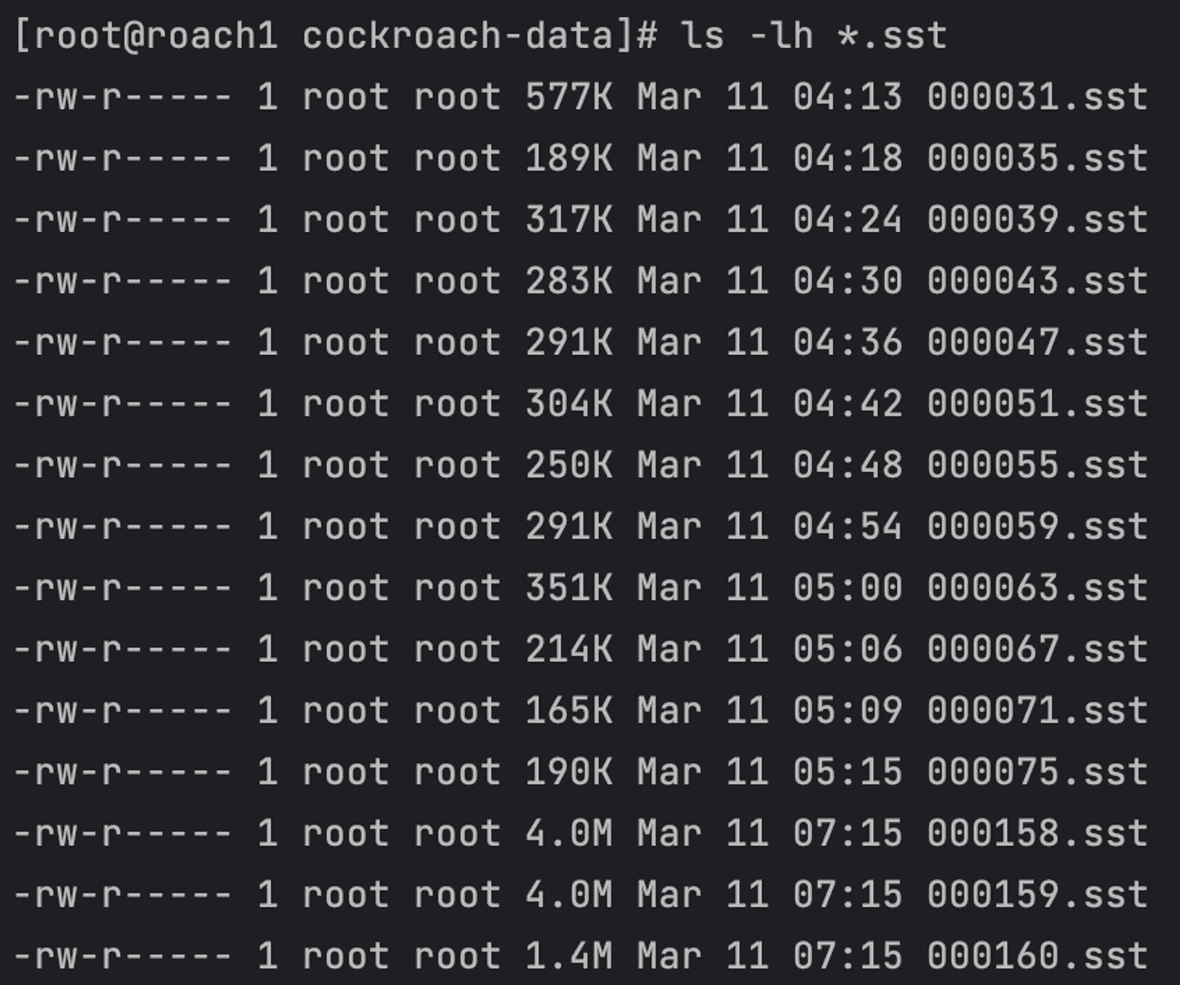 [root@roach1 cockroach-data]# ls -lh *.sst
-rw-r----- 1 root root 577K Mar 11 04:13 000031.sst
-rw-r----- 1 root root 189K Mar 11 04:18 000035.sst
-rw-r----- 1 root root 317K Mar 11 04:24 000039.sst
-rw-r----- 1 root root 283K Mar 11 04:30 000043.sst
-rw-r----- 1 root root 291K Mar 11 04:36 000047.sst
-rw-r----- 1 root root 304K Mar 11 04:42 000051.sst
-rw-r----- 1 root root 250K Mar 11 04:48 000055.sst
-rw-r----- 1 root root 291K Mar 11 04:54 000059.sst
-rw-r----- 1 root root 351K Mar 11 05:00 000063.sst
-rw-r----- 1 root root 214K Mar 11 05:06 000067.sst
-rw-r----- 1 root root 165K Mar 11 05:09 000071.sst
-rw-r----- 1 root root 190K Mar 11 05:15 000075.sst
-rw-r----- 1 root root 4.0M Mar 11 07:15 000158.sst
-rw-r----- 1 root root 4.0M Mar 11 07:15 000159.sst
-rw-r----- 1 root root 1.4M Mar 11 07:15 000160.sst